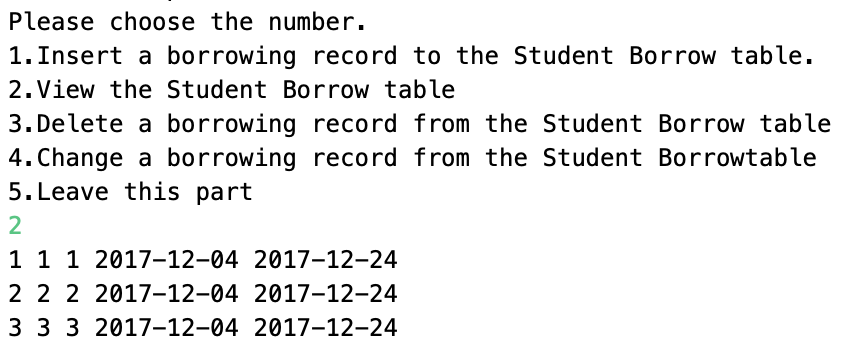 Please choose the number.
1.Insert a borrowing record to the Student Borrow table.
2.View the Student Borrow table
3.Delete a borrowing record from the Student Borrow table
4.Change a borrowing record from the Student Borrowtable
5.Leave this part
2
1 1 1 2017-12-04 2017-12-24
2 2 2 2017-12-04 2017-12-24
3 3 3 2017-12-04 2017-12-24